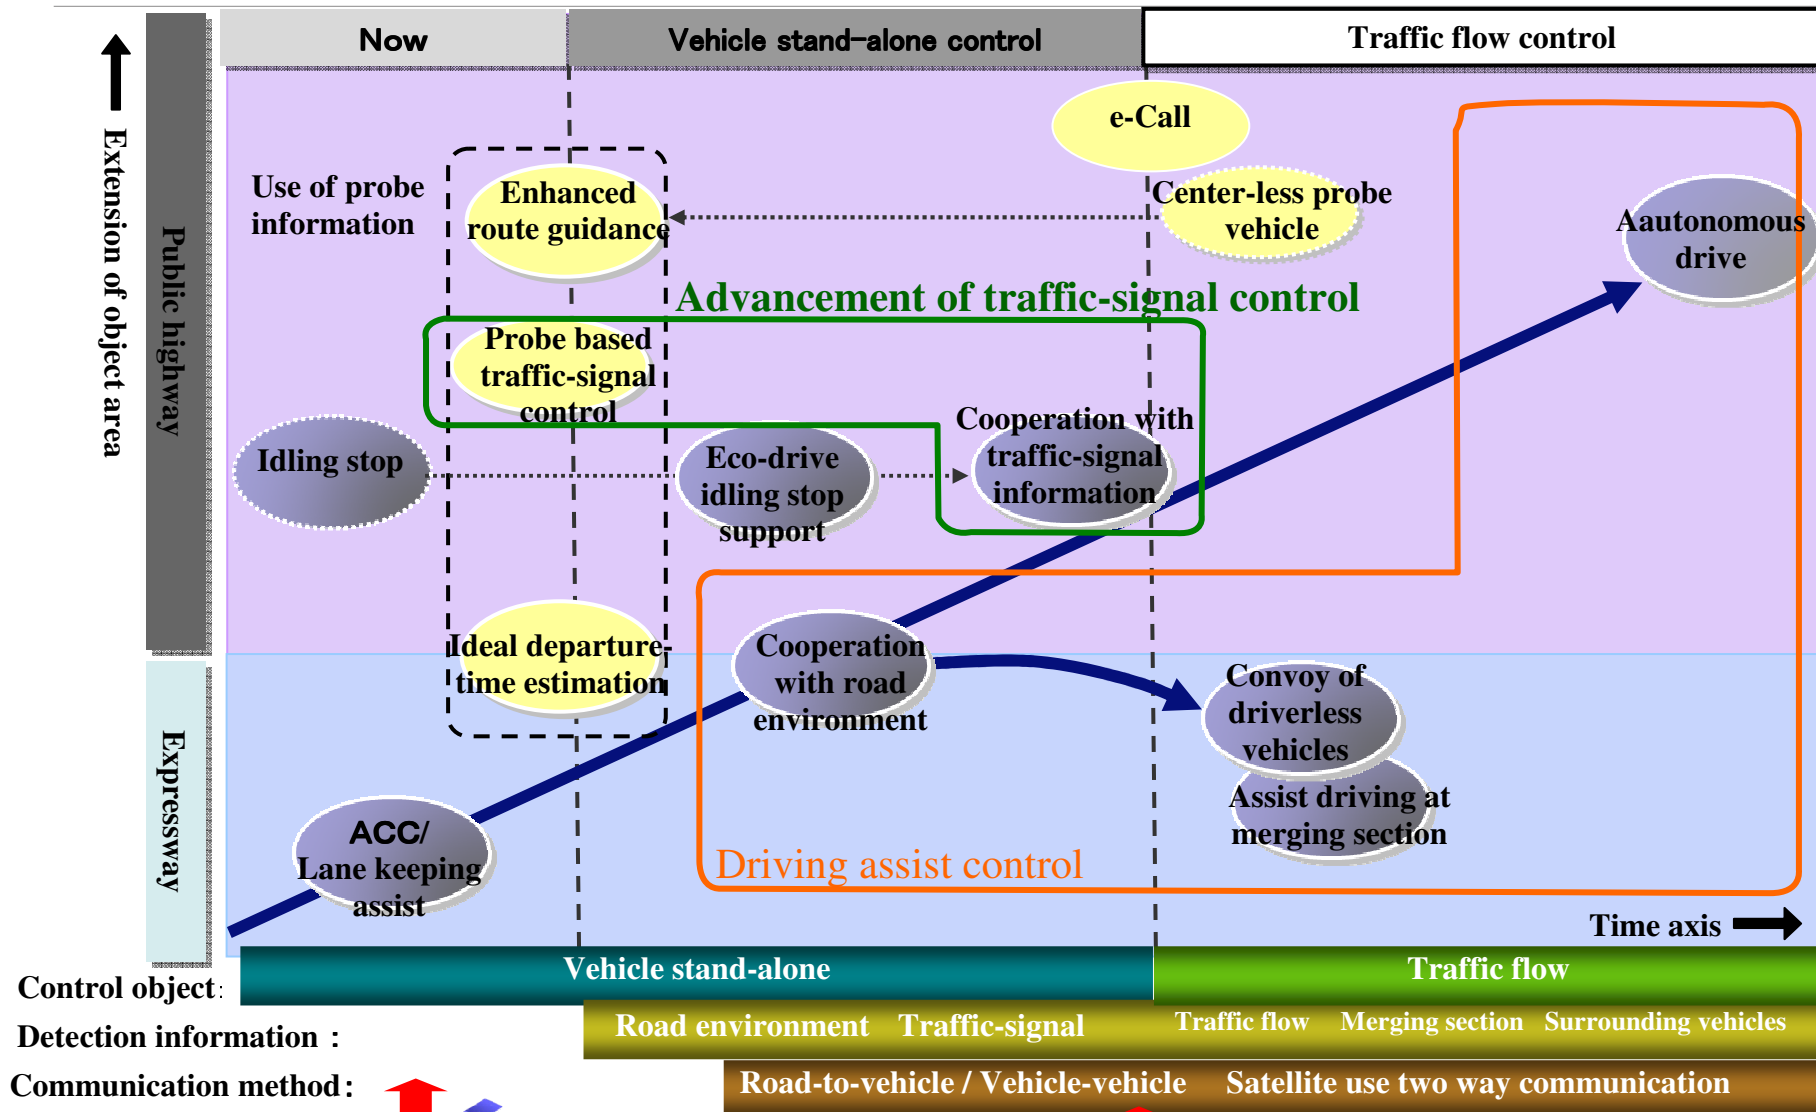 Now
Vehicle stand-alone control
Traffic flow control
Extension of object area
Public highway
Expressway
e-Call
Use of probe
information
Enhanced
route guidance
Center-less probe
vehicle
Aautonomous
drive
Advancement of traffic-signal control
Probe based
traffic-signal
control
Idling stop
Eco-drive
idling stop
support
Cooperation with
traffic-signal
information
Ideal departure-
time estimation
Cooperation
with road
environment
Convoy of
driverless
vehicles
Assist driving at
merging section
ACC/
Lane keeping
assist
Driving assist control
Time axis
Control object:
Vehicle stand-alone
Traffic flow
Detection information :
Road environment Traffic-signal
Traffic flow Merging section Surrounding vehicles
Communication method:
Road-to-vehicle / Vehicle-vehicle Satellite use two way communication